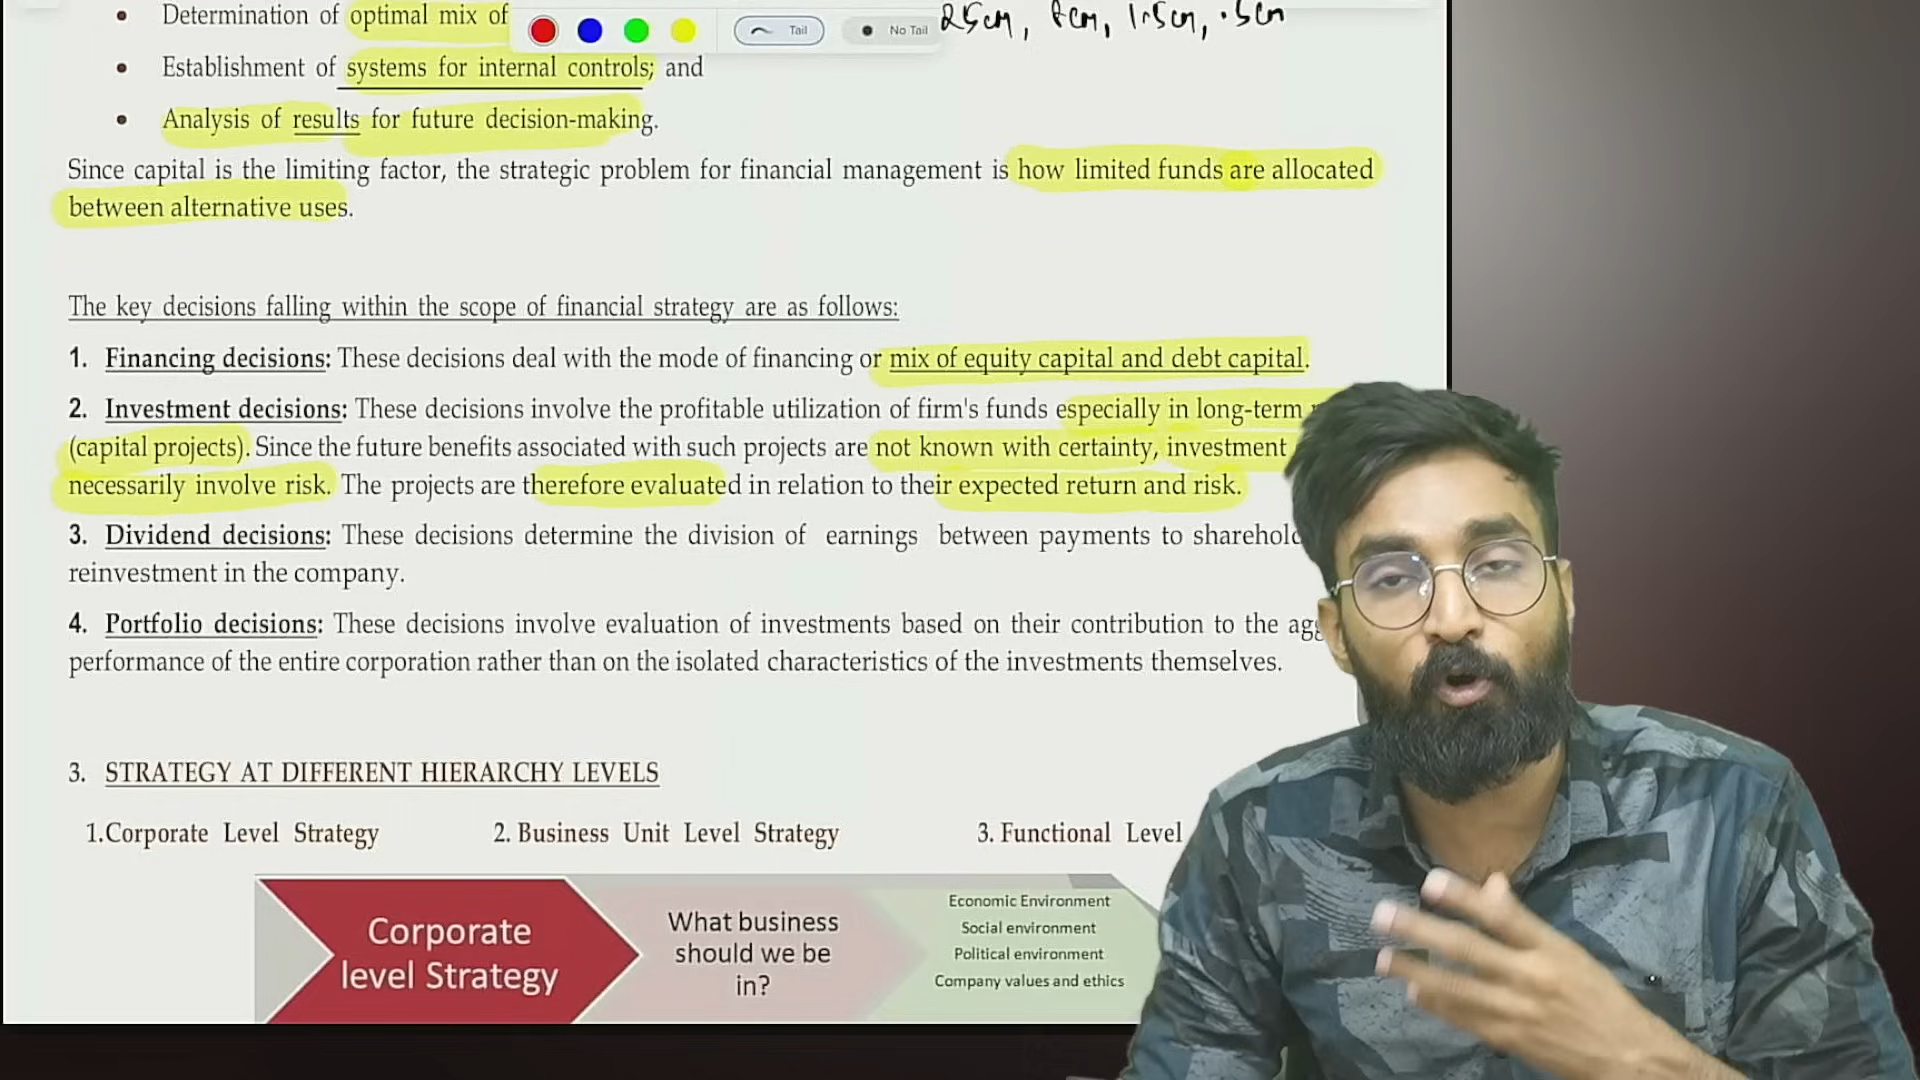 • Determination of optimal mix of
Tail
No Tail
25cm, 8cm, 1.5cm, .5cm
• Establishment of systems for internal controls; and
• Analysis of results for future decision-making.
Since capital is the limiting factor, the strategic problem for financial management is how limited funds are allocated
between alternative uses.
The key decisions falling within the scope of financial strategy are as follows:
1. Financing decisions: These decisions deal with the mode of financing or mix of equity capital and debt capital.
2. Investment decisions: These decisions involve the profitable utilization of firm's funds especially in long-term
(capital projects). Since the future benefits associated with such projects are not known with certainty, investment
necessarily involve risk. The projects are therefore evaluated in relation to their expected return and risk.
3. Dividend decisions: These decisions determine the division of earnings between payments to
reinvestment in the company.
4. Portfolio decisions: These decisions involve evaluation of investments based on their contribution to the
performance of the entire corporation rather than on the isolated characteristics of the investments themselves.
3. STRATEGY AT DIFFERENT HIERARCHY LEVELS
1.Corporate Level Strategy 2. Business Unit Level Strategy 3. Functional Level
Corporate
level Strategy
What business
should we be
in?
Economic Environment
Social environment
Political environment
Company values and ethics